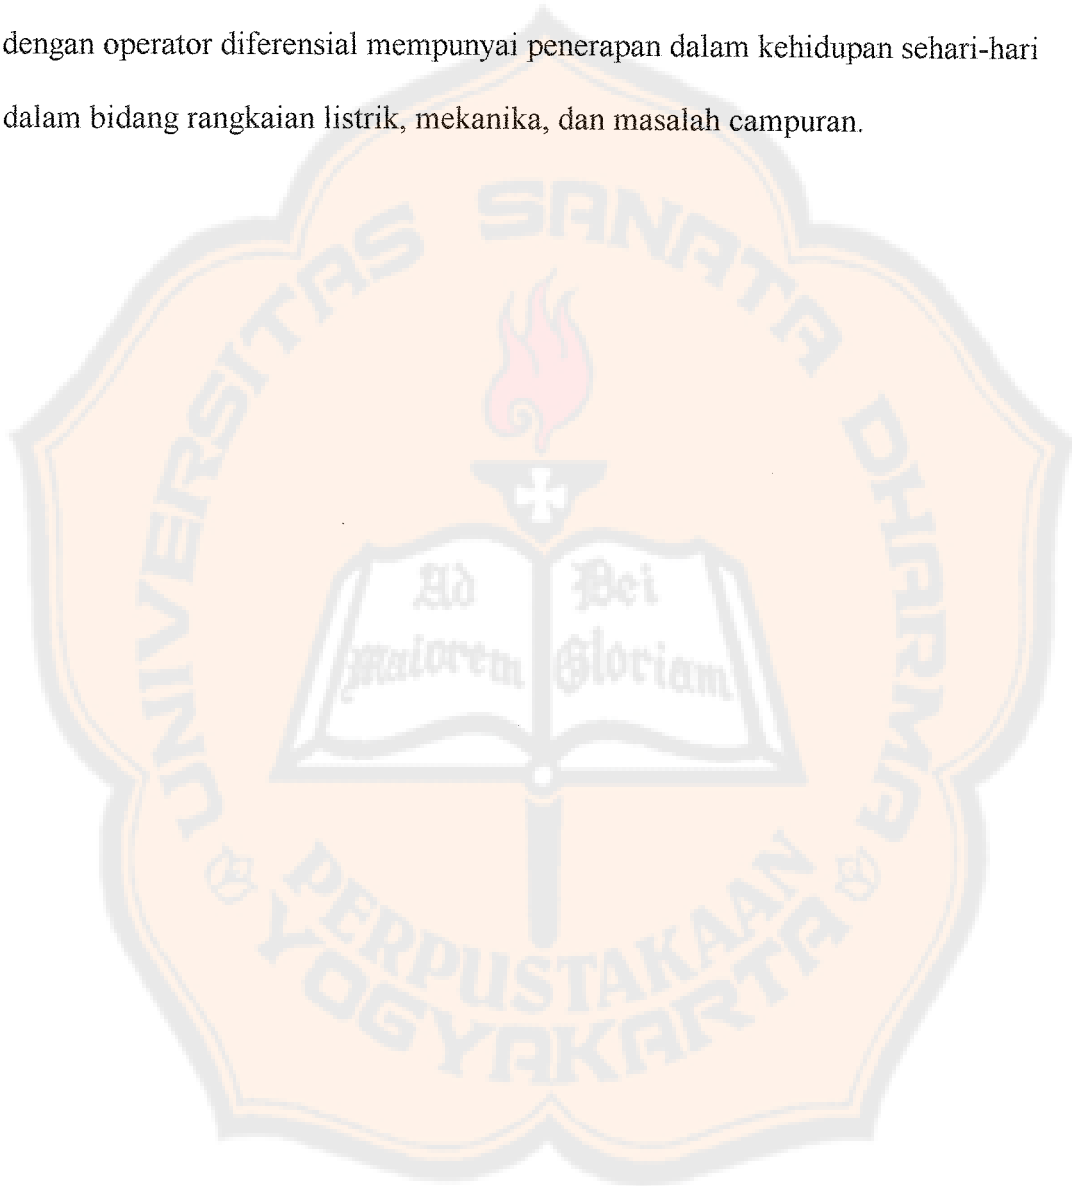 dengan operator diferensial mempunyai penerapan dalam kehidupan sehari-hari
dalam bidang rangkaian listrik, mekanika, dan masalah campuran.
UNIVERSITAS SANATA DHARMA
Ad Dei
Maiorem Gloriam
PERPUSTAKAAN
YOGYAKARTA